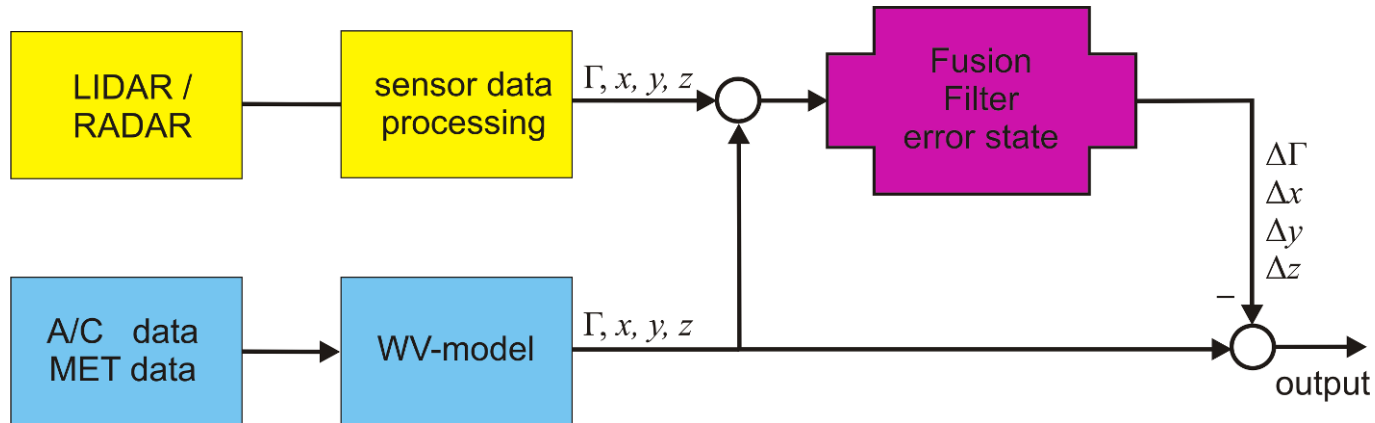 LIDAR /
RADAR
sensor data
processing
Γ, x, y, z
Fusion
Filter
error state
ΔΓ
Δx
Δy
Δz
–
A/C data
MET data
WV-model
Γ, x, y, z
output